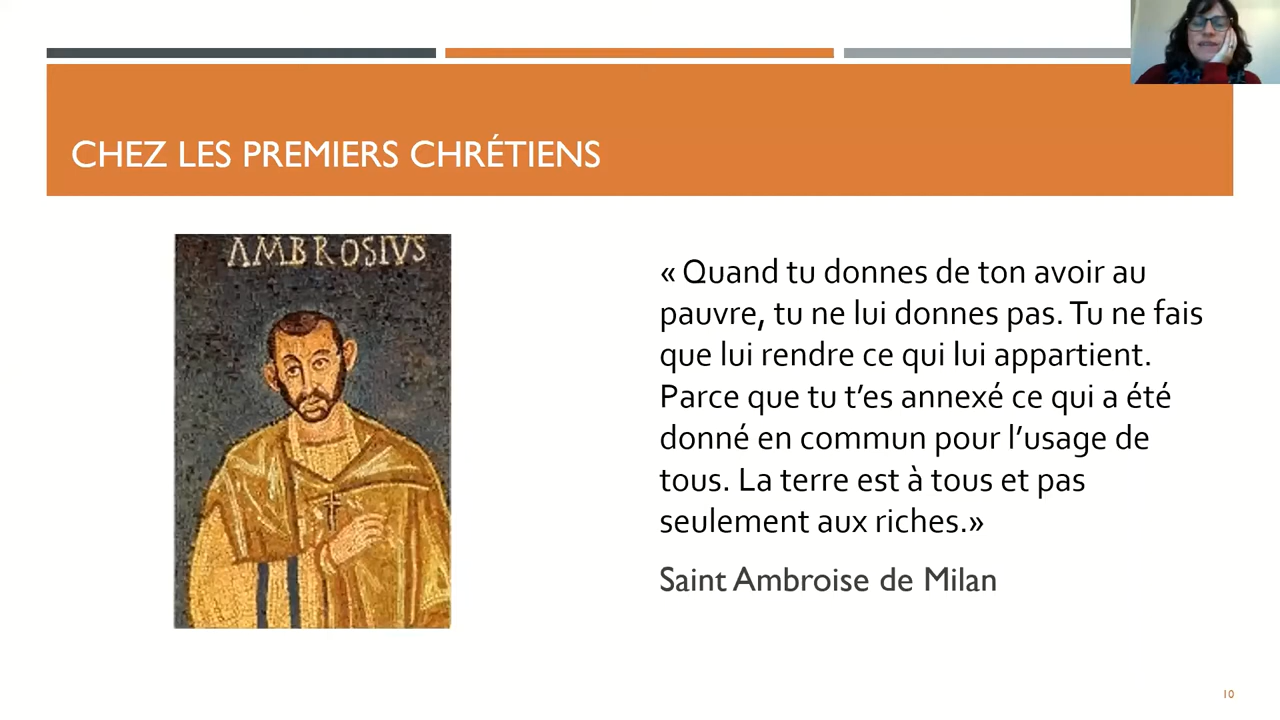 CHEZ LES PREMIERS CHRÉTIENS
AMBROSIVS
« Quand tu donnes de ton avoir au
pauvre, tu ne lui donnes pas. Tu ne fais
que lui rendre ce qui lui appartient.
Parce que tu t’es annexé ce qui a été
donné en commun pour l’usage de
tous. La terre est à tous et pas
seulement aux riches.»
Saint Ambroise de Milan
10